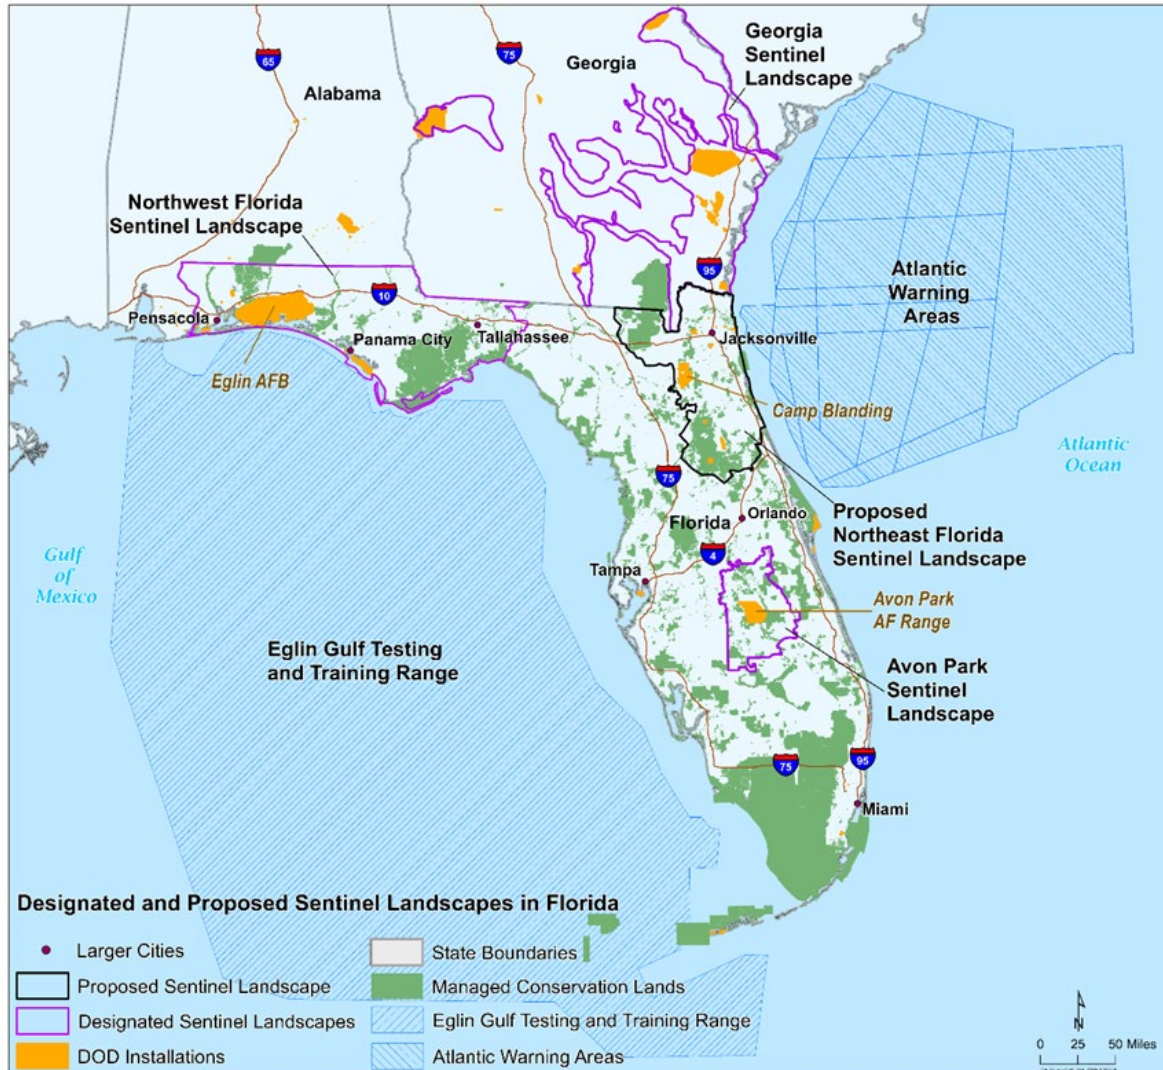 Georgia
Sentinel
Landscape
75
65
Georgia
Alabama
Northwest Florida
Sentinel Landscape
95
Atlantic
Warning
Areas
10
Pensacola
Panama City
Tallahassee
Jacksonville
Eglin AFB
Camp Blanding
Atlantic
Ocean
75
Orlando
Florida
Proposed
Northeast Florida
Sentinel Landscape
4
Gulf
of
Mexico
Tampa
Avon Park
AF Range
Eglin Gulf Testing
and Training Range
Avon Park
Sentinel
Landscape
75
95
Miami
Designated and Proposed Sentinel Landscapes in Florida
Larger Cities
State Boundaries
Proposed Sentinel Landscape
Managed Conservation Lands
Designated Sentinel Landscapes
Eglin Gulf Testing and Training Range
DOD Installations
Atlantic Warning Areas
N
0 25 50 Miles